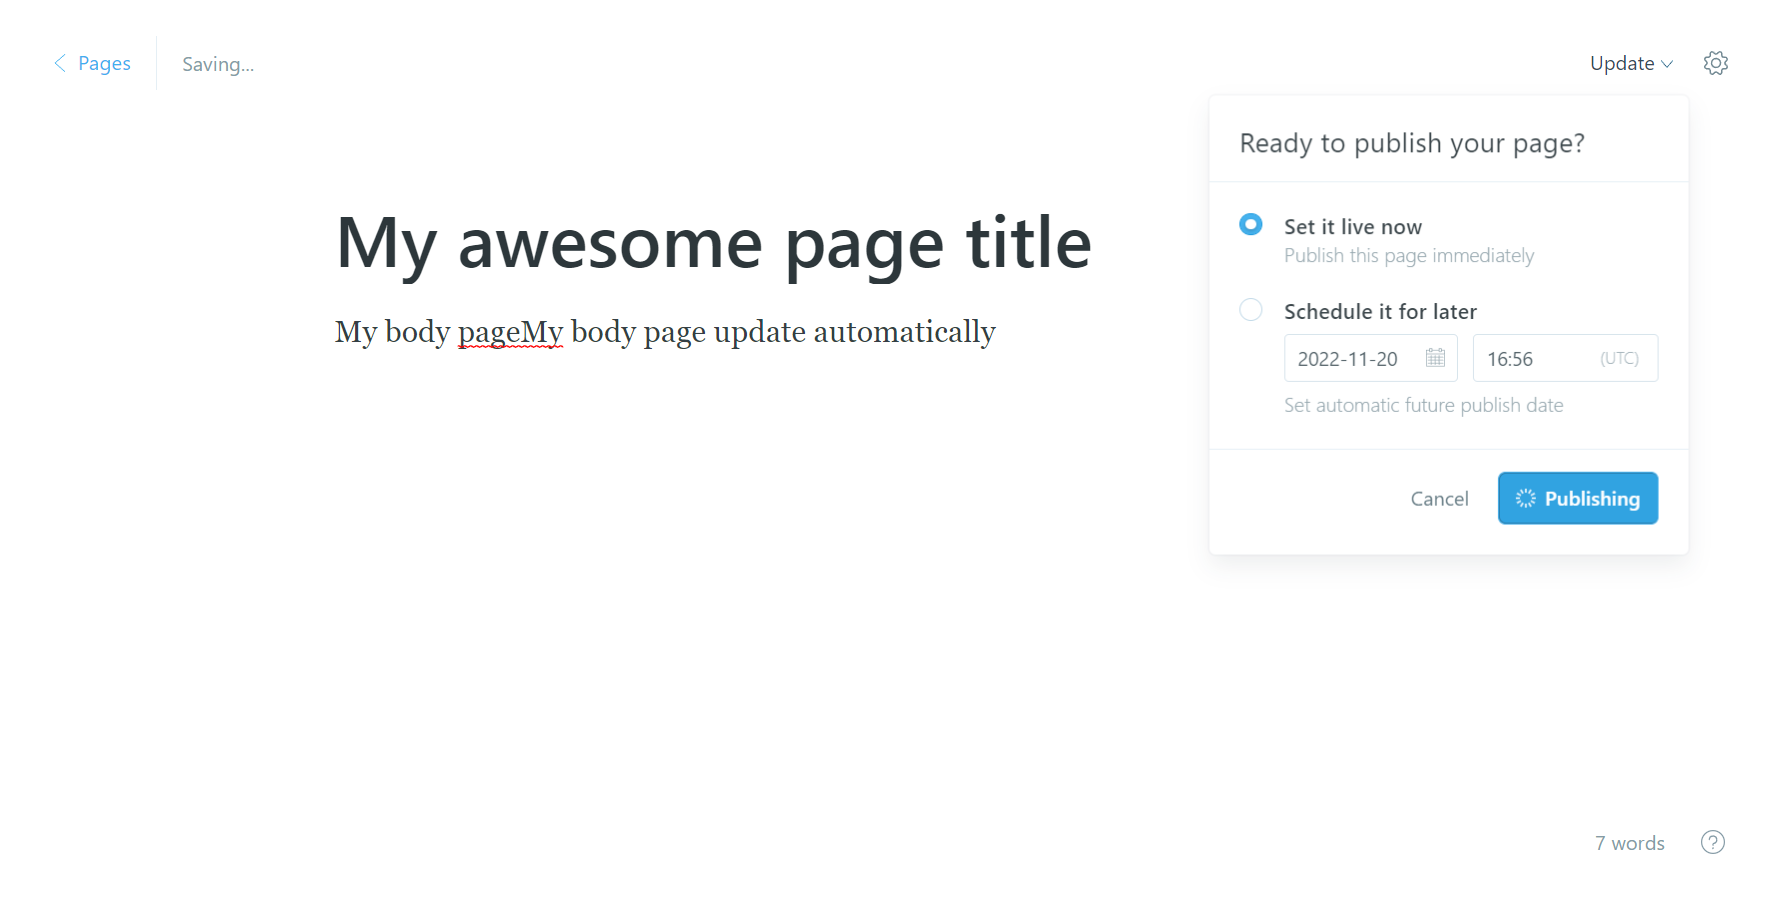 Pages
Saving...
Update
Ready to publish your page?
My awesome page title
Set it live now
Publish this page immediately
My body pageMy body page update automatically
Schedule it for later
2022-11-20
16:56 (UTC)
Set automatic future publish date
Cancel
Publishing
7 words
?